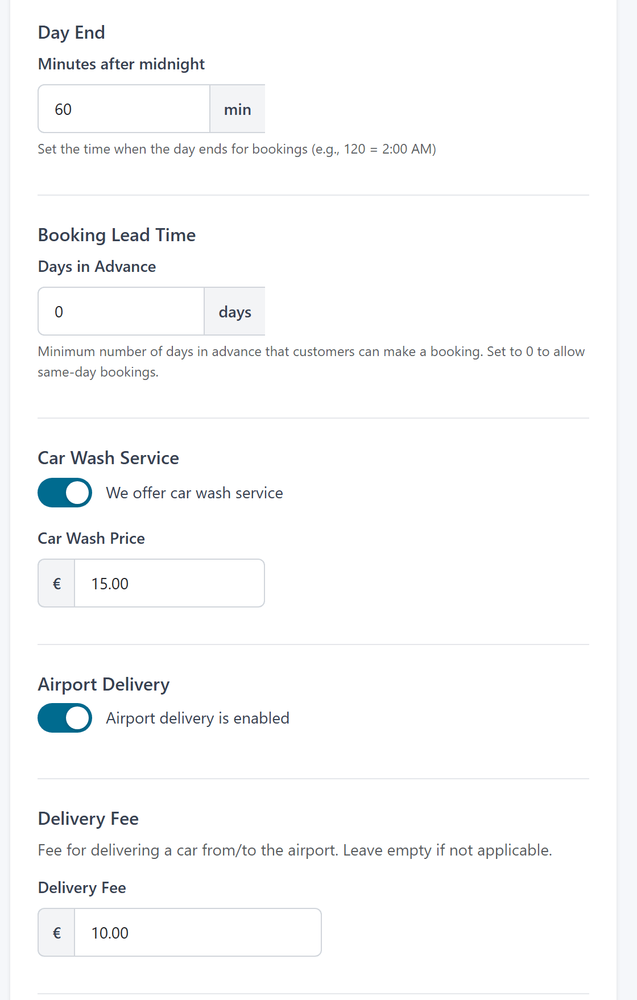 Day End
Minutes after midnight
60 min
Set the time when the day ends for bookings (e.g., 120 = 2:00 AM)
Booking Lead Time
Days in Advance
0 days
Minimum number of days in advance that customers can make a booking. Set to 0 to allow
same-day bookings.
Car Wash Service
We offer car wash service
Car Wash Price
€ 15.00
Airport Delivery
Airport delivery is enabled
Delivery Fee
Fee for delivering a car from/to the airport. Leave empty if not applicable.
Delivery Fee
€ 10.00